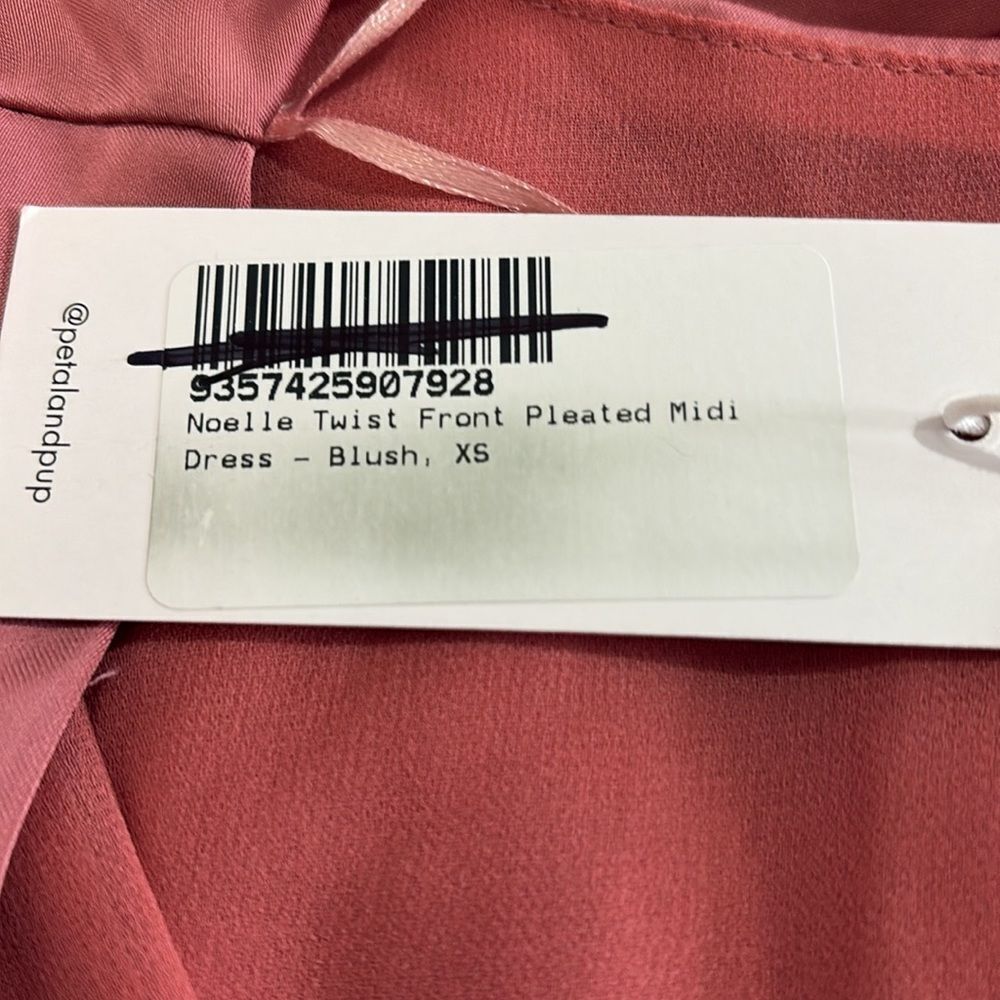 @petalandpup
9357425907928
Noelle Twist Front Pleated Midi
Dress - Blush, XS